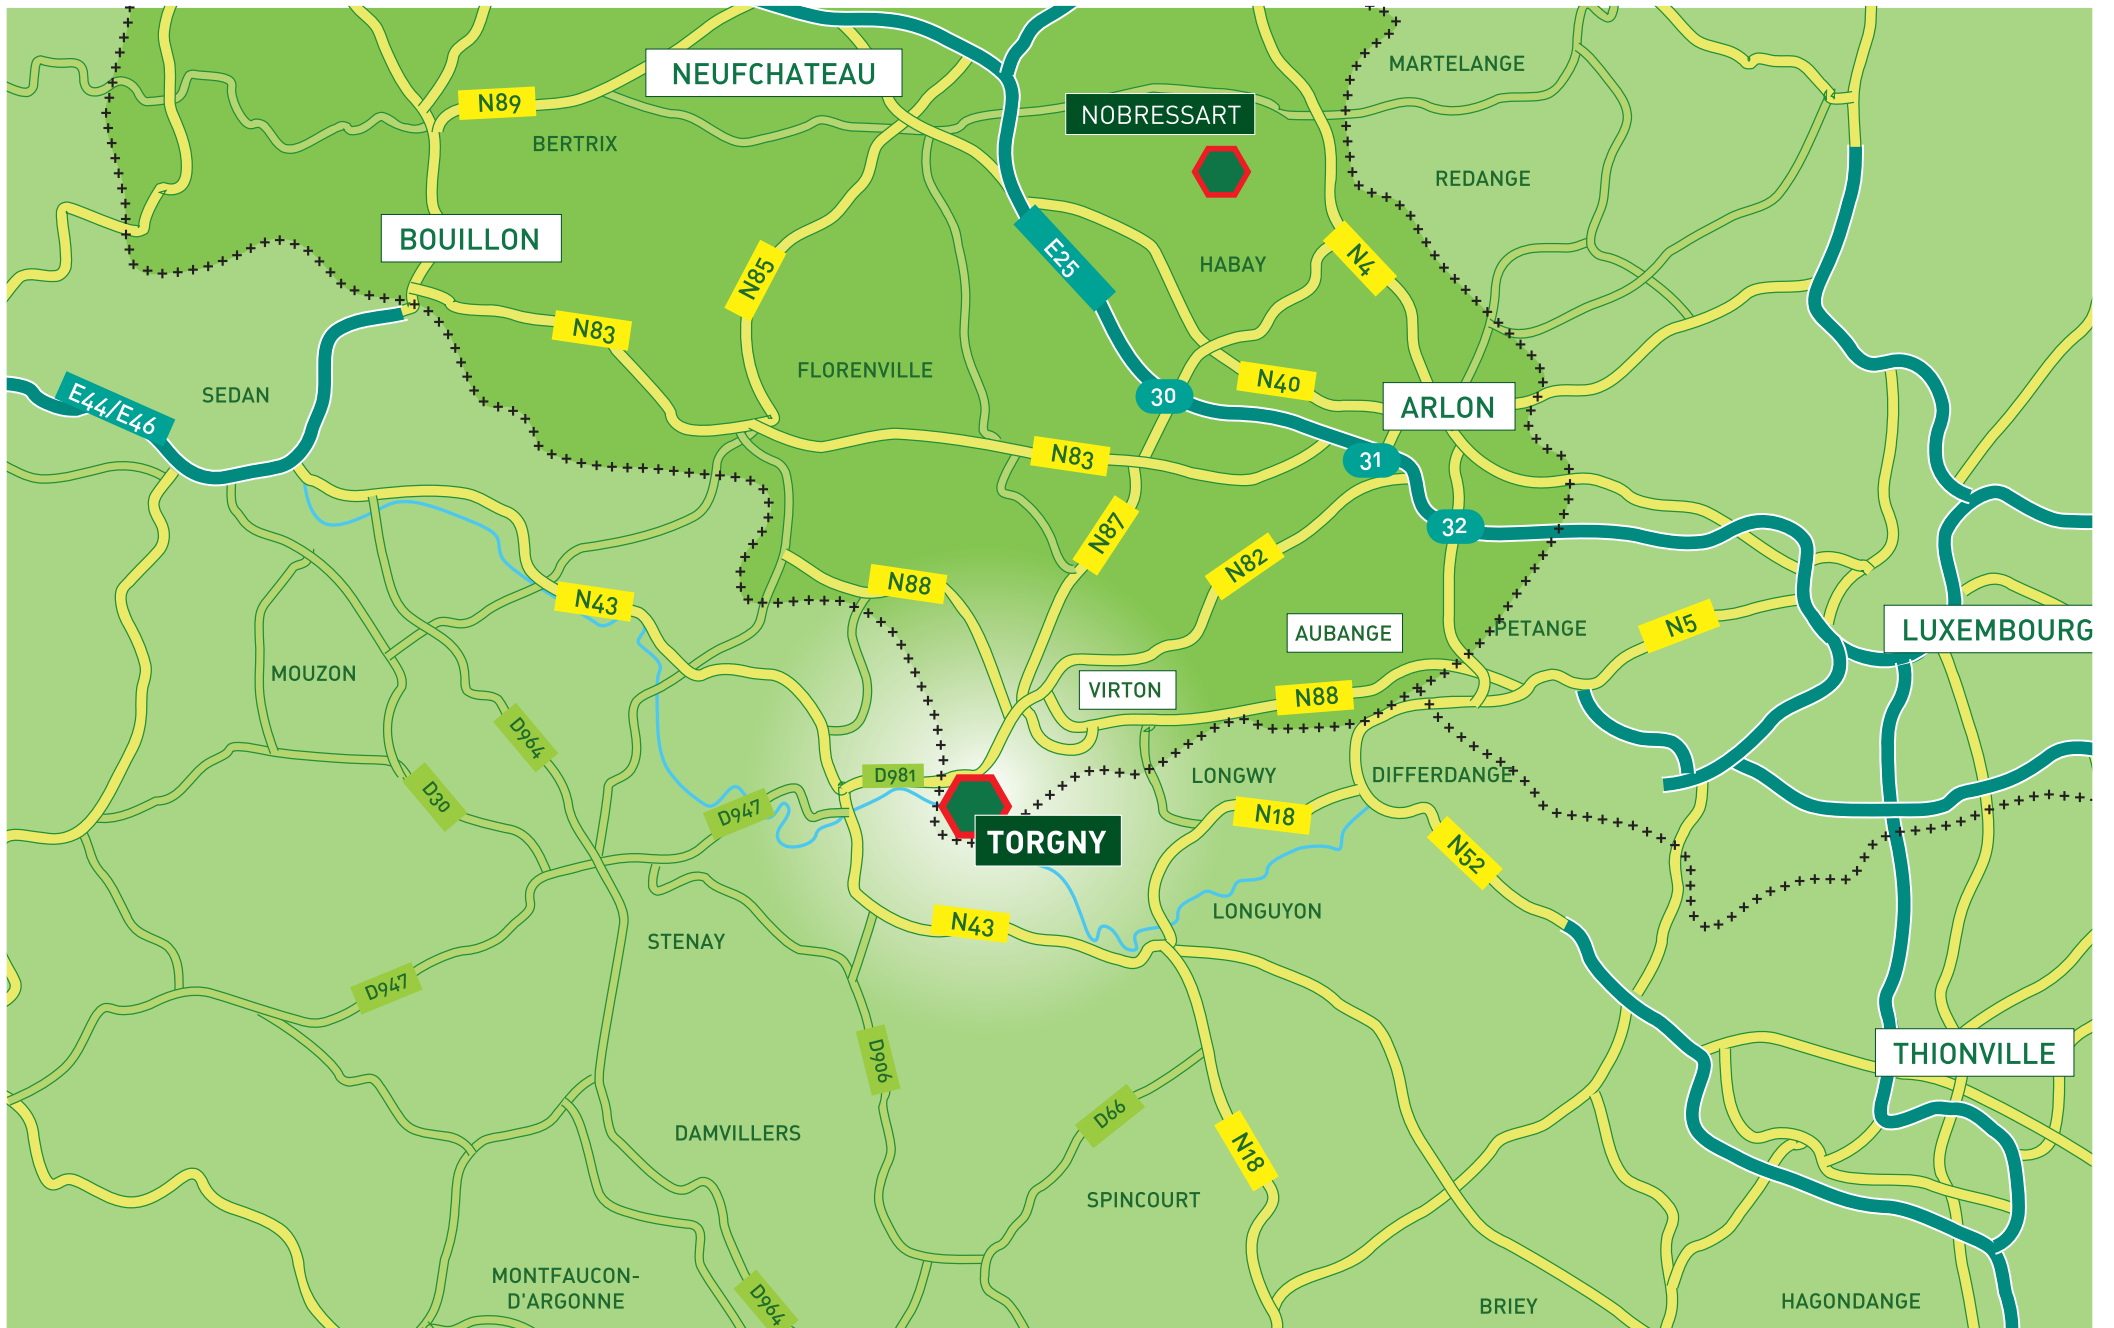 MARTELANGE
NEUFCHATEAU
N89
NOBRESSART
BERTRIX
REDANGE
BOUILLON
E25
N4
HABAY
N85
N83
FLORENVILLE
N40
30
SEDAN
E44/E46
ARLON
N83
31
N87
32
N82
N88
N43
AUBANGE
PETANGE
N5
LUXEMBOURG
MOUZON
VIRTON
N88
D964
D981
LONGWY
DIFFERDANGE
D30
D947
N18
TORGNY
N52
LONGUYON
N43
STENAY
D947
D906
THIONVILLE
D66
DAMVILLERS
N18
SPINCOURT
MONTFAUCON-
D'ARGONNE
D964
BRIEY
HAGONDANGE